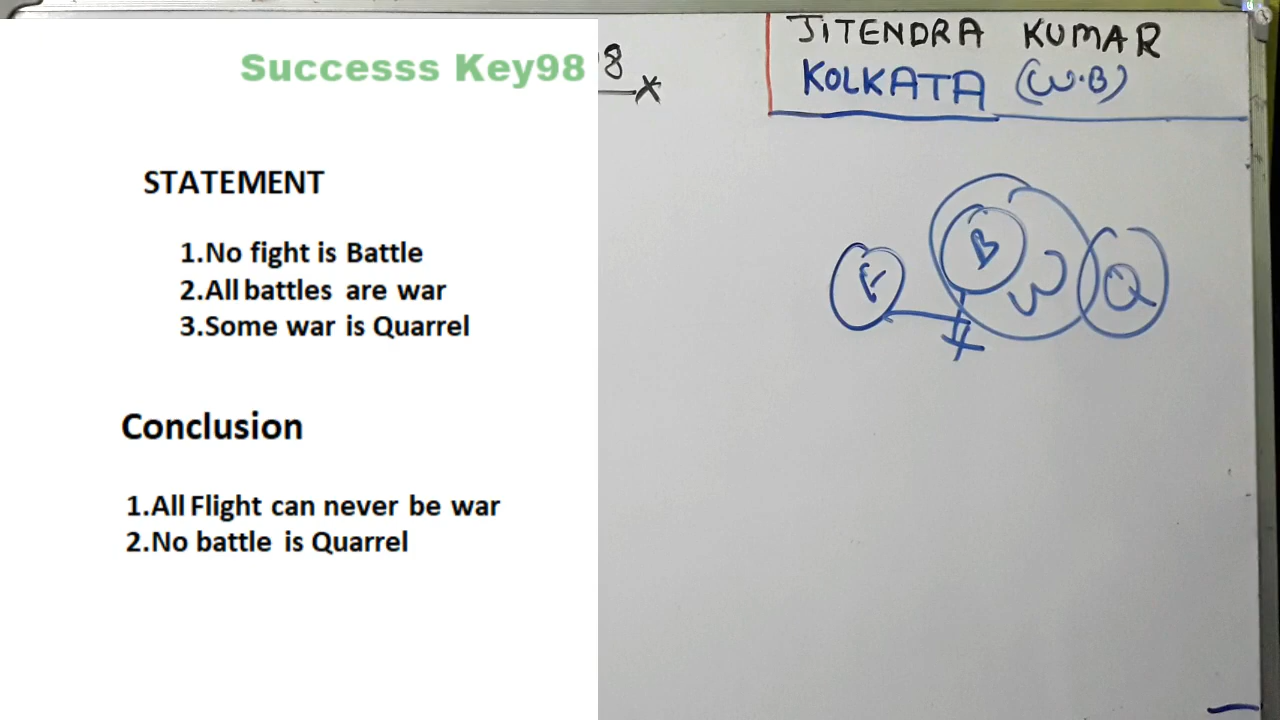 Successs Key98
STATEMENT
1.No fight is Battle
2.All battles are war
3.Some war is Quarrel
Conclusion
1.All Flight can never be war
2.No battle is Quarrel
8
JITENDRA KUMAR
KOLKATA (W.B)
F
B
W
Q